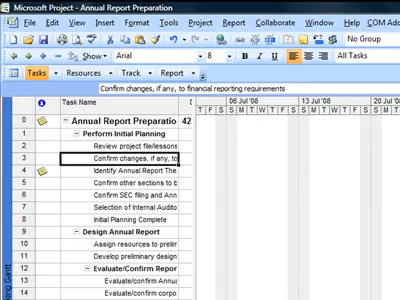 Microsoft Project - Annual Report Preparation
File Edit View Insert Format Tools Project Report Collaborate Window Help COM Add
No Group
Show Arial 8 B I U All Tasks
Tasks Resources Track Report
Confirm changes, if any, to financial reporting requirements
Task Name D 06 Jul '08 13 Jul '08 20 Jul '08
T F S S M T W T F S S M T W T F S S M T
0 Annual Report Preparatio 42
1 Perform Initial Planning
2 Review project file/lessons
3 Confirm changes, if any, to
4 Identify Annual Report The
5 Confirm other sections to b
6 Confirm SEC filing and Ann
7 Selection of Internal Audito
8 Initial Planning Complete
9 Design Annual Report
10 Assign resources to prelim
11 Develop preliminary design
12 Evaluate/Confirm Repor
13 Evaluate/confirm Annual
14 Evaluate/confirm corpo
king Gantt